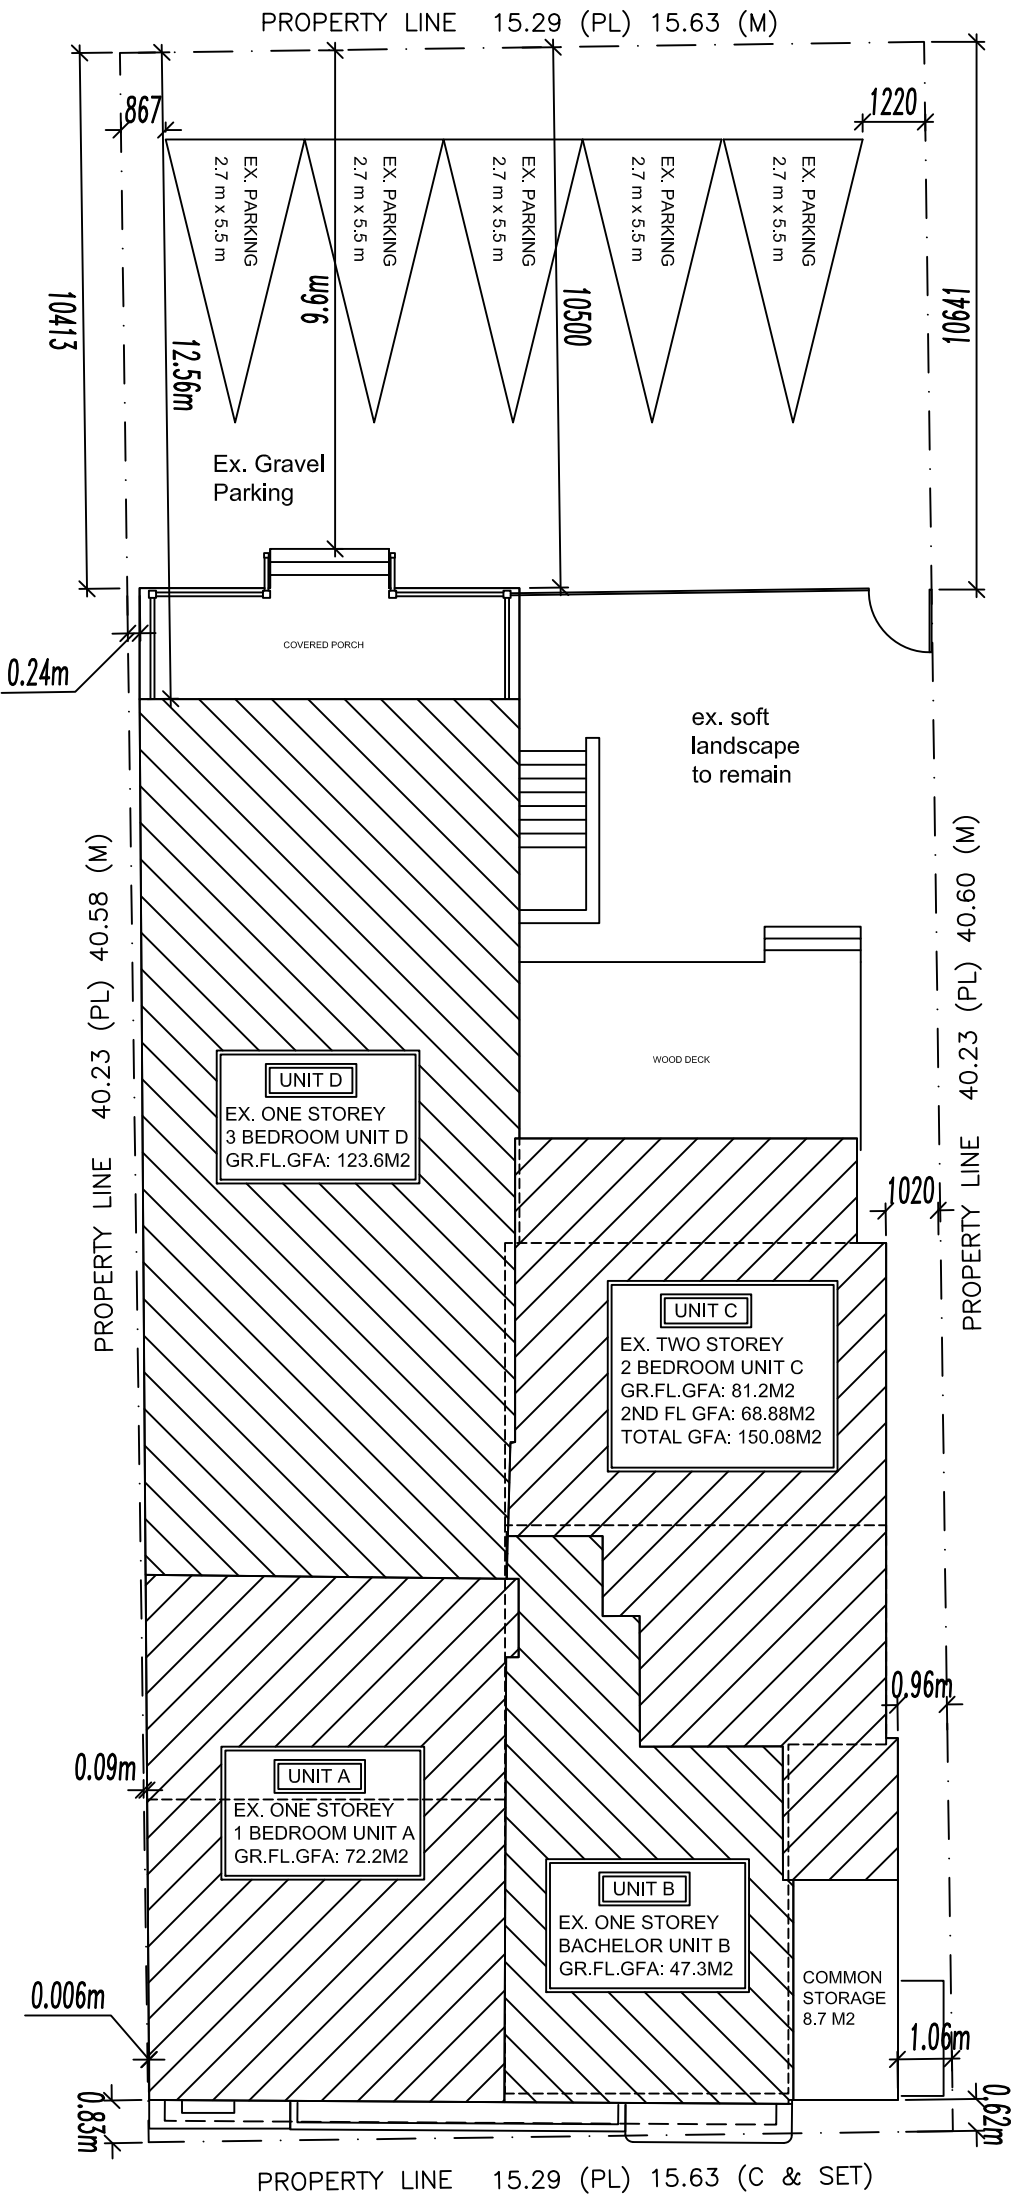 PROPERTY LINE 15.29 (PL) 15.63 (M)
867
1220
EX. PARKING
2.7 m x 5.5 m
EX. PARKING
2.7 m x 5.5 m
EX. PARKING
2.7 m x 5.5 m
EX. PARKING
2.7 m x 5.5 m
EX. PARKING
2.7 m x 5.5 m
10413
12.56m
9.6m
10500
10641
Ex. Gravel
Parking
COVERED PORCH
0.24m
ex. soft
landscape
to remain
PROPERTY LINE 40.23 (PL) 40.58 (M)
PROPERTY LINE 40.23 (PL) 40.60 (M)
WOOD DECK
UNIT D
EX. ONE STOREY
3 BEDROOM UNIT D
GR.FL.GFA: 123.6M2
1020
UNIT C
EX. TWO STOREY
2 BEDROOM UNIT C
GR.FL.GFA: 81.2M2
2ND FL GFA: 68.88M2
TOTAL GFA: 150.08M2
0.96m
0.09m
UNIT A
EX. ONE STOREY
1 BEDROOM UNIT A
GR.FL.GFA: 72.2M2
UNIT B
EX. ONE STOREY
BACHELOR UNIT B
GR.FL.GFA: 47.3M2
COMMON
STORAGE
8.7 M2
0.006m
1.06m
0.83m
0.62m
PROPERTY LINE 15.29 (PL) 15.63 (C & SET)